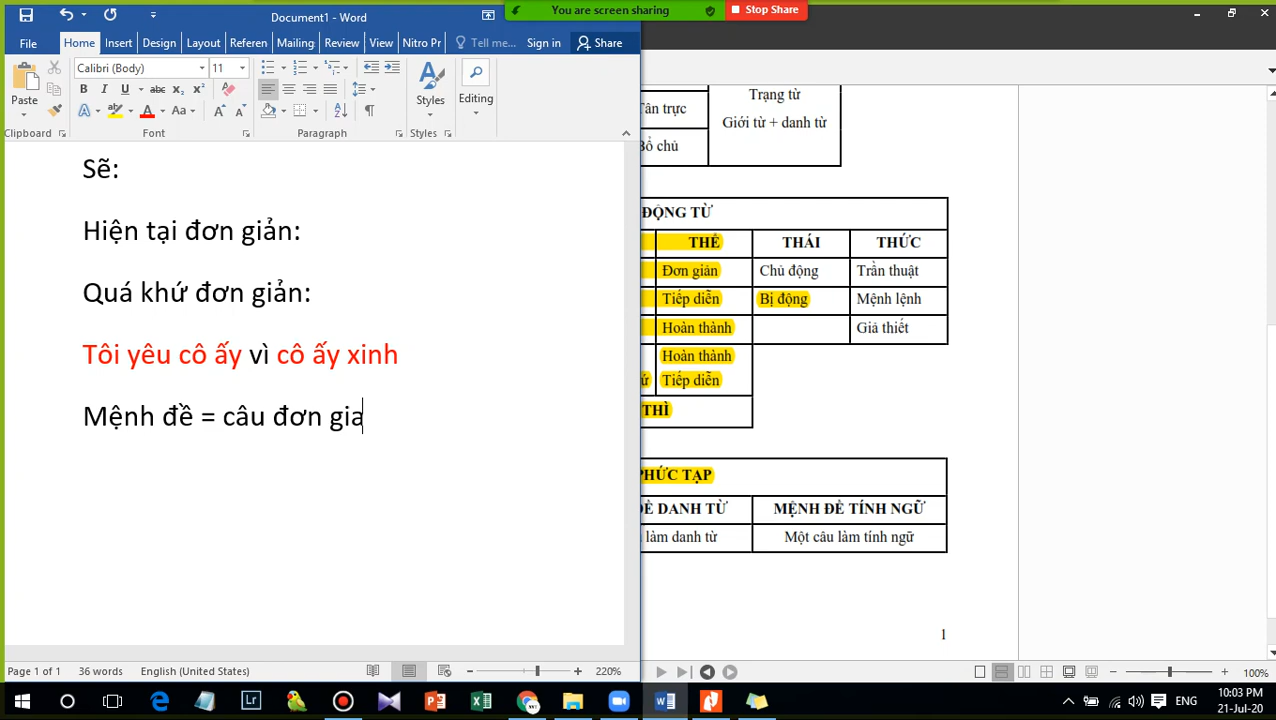 You are screen sharing
Stop Share
Document1 - Word
File
Home
Insert
Design
Layout
Referen
Mailing
Review
View
Nitro Pr
Tell me...
Sign in
Share
Calibri (Body)
11
Paste
Styles
Editing
Clipboard
Font
Paragraph
Styles
Sẽ:
Hiện tại đơn giản:
Quá khứ đơn giản:
Tôi yêu cô ấy vì cô ấy xinh
Mệnh đề = câu đơn gia
Trạng từ
Tân trực
Giới từ + danh từ
Bổ chủ
ĐỘNG TỪ
THỂ
THÁI
THỨC
Đơn giản
Chủ động
Trần thuật
Tiếp diễn
Bị động
Mệnh lệnh
Hoàn thành
Giả thiết
Hoàn thành
ứ
Tiếp diễn
THÌ
PHỨC TẠP
ĐỀ DANH TỪ
MỆNH ĐỀ TÍNH NGỮ
làm danh từ
Một câu làm tính ngữ
1
Page 1 of 1
36 words
English (United States)
220%
100%
ENG
10:03 PM
21-Jul-20